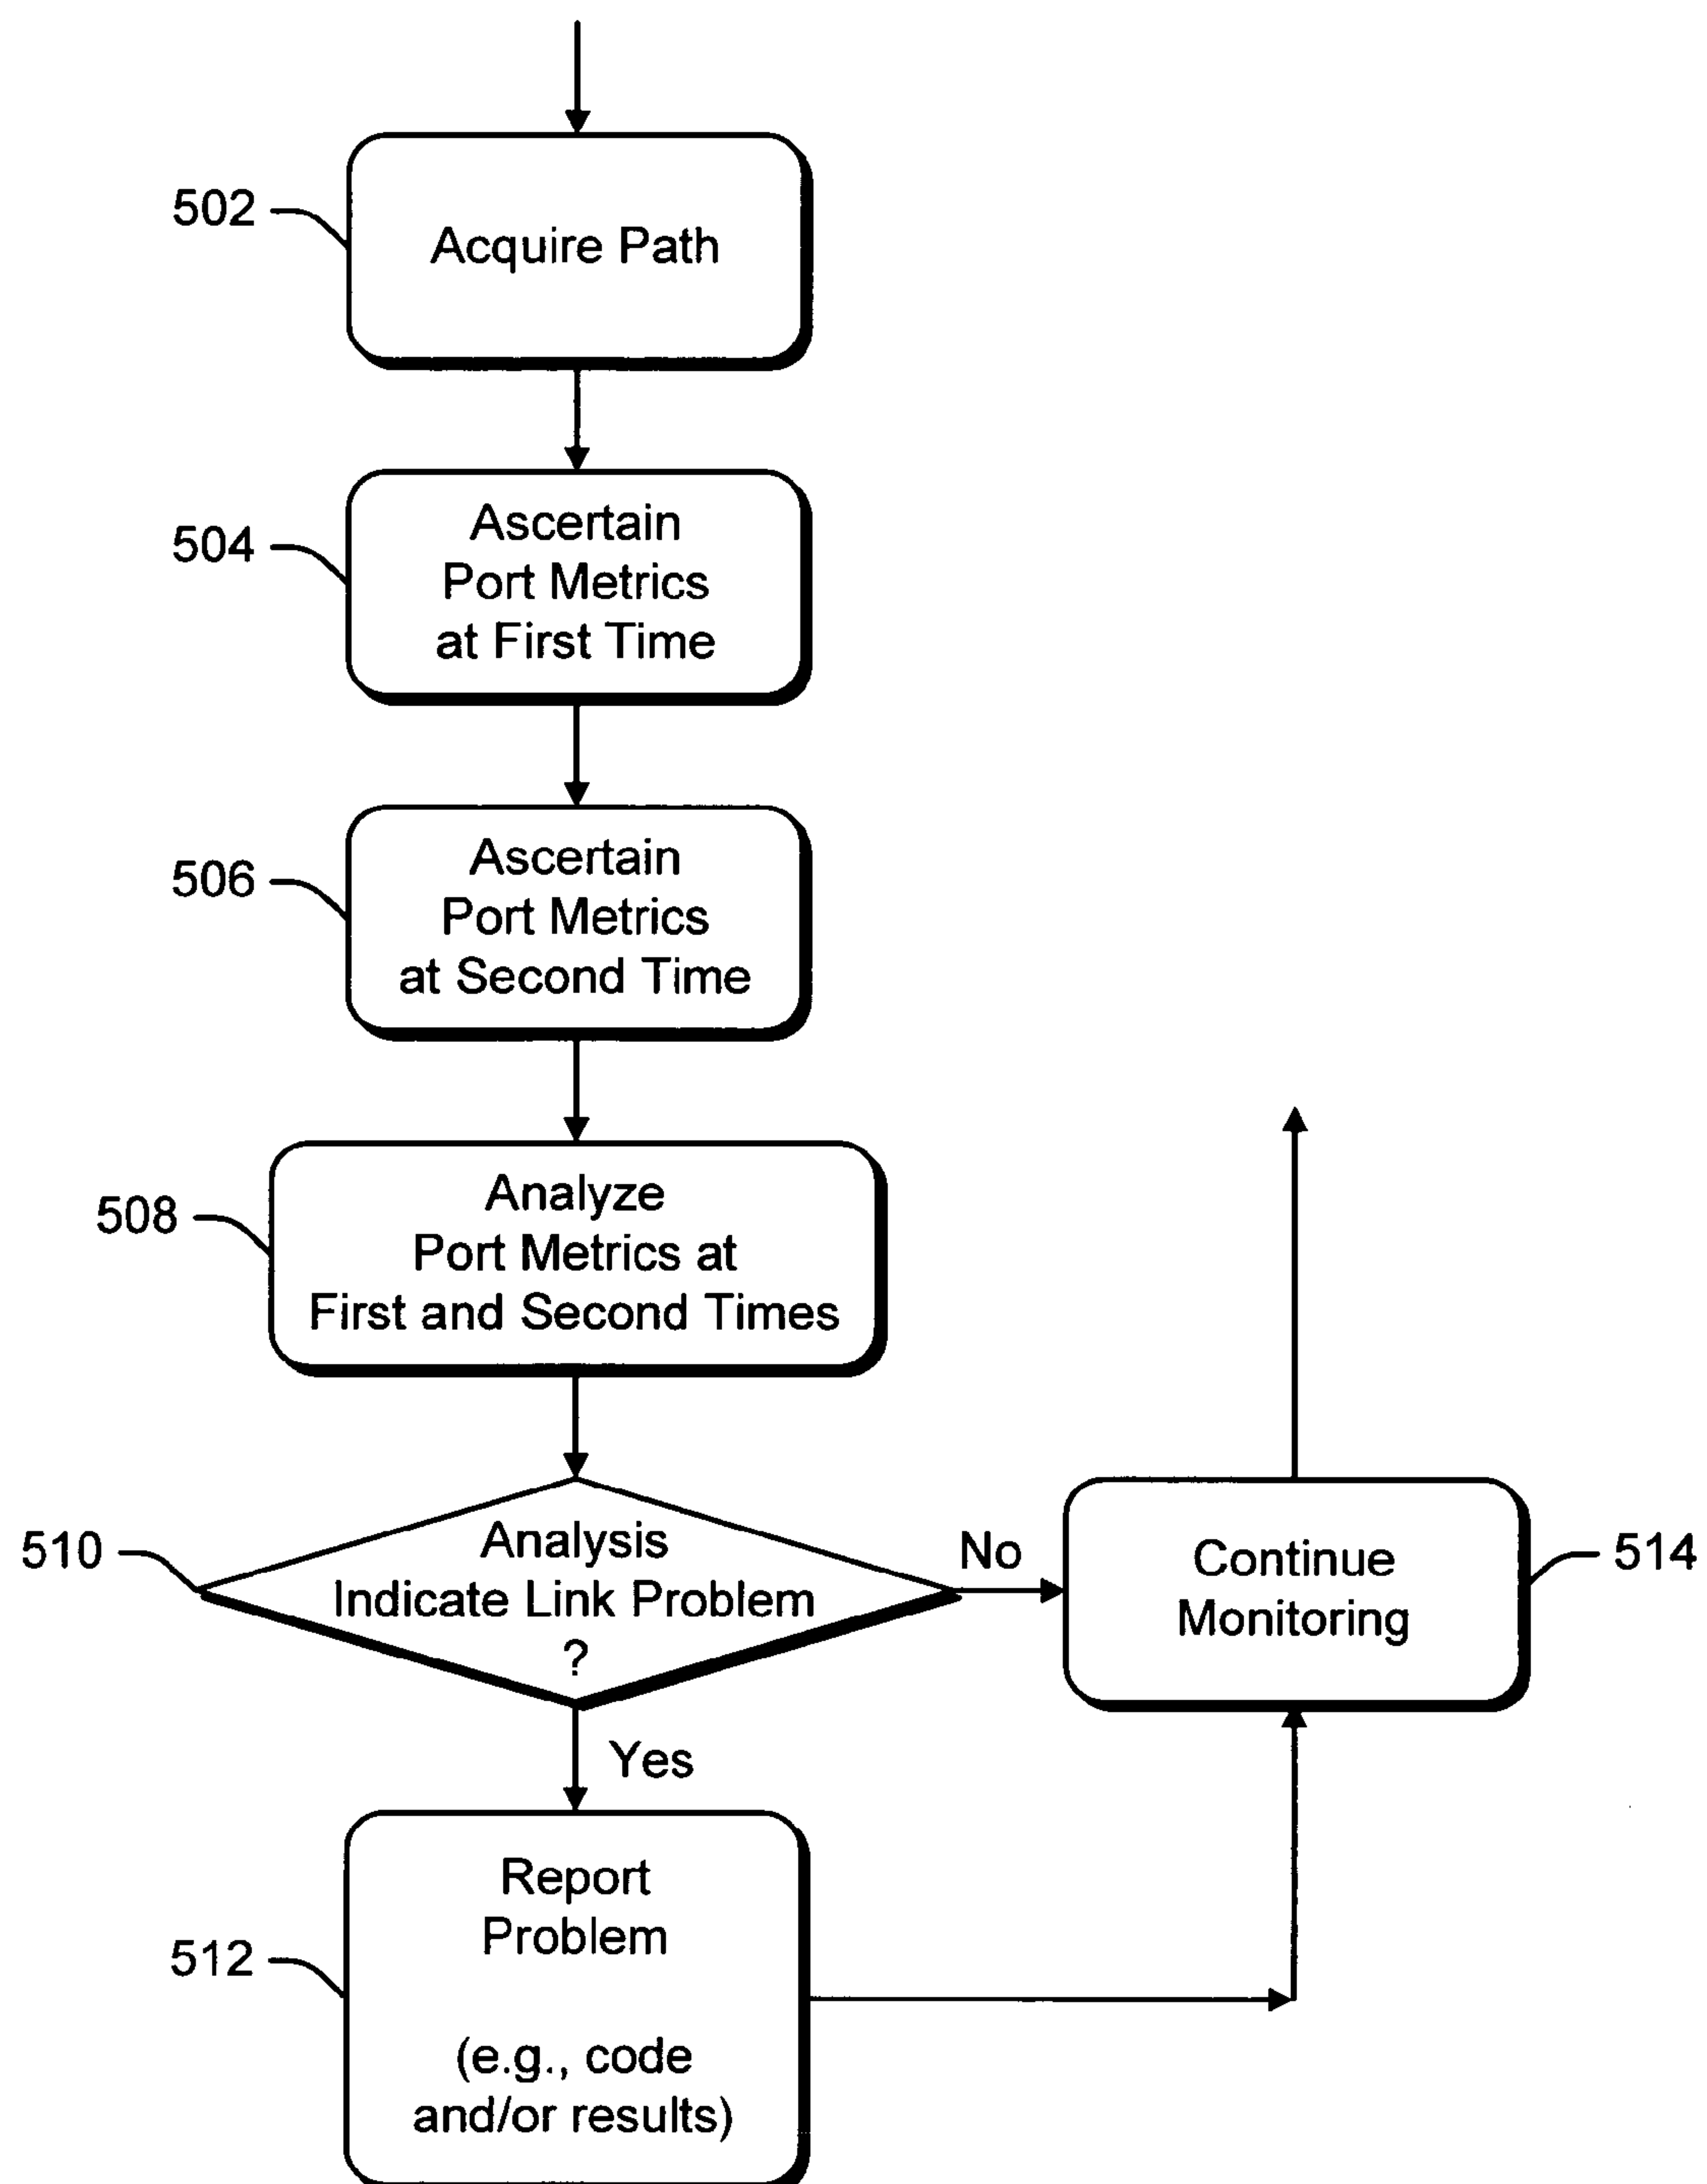 502
Acquire Path
504
Ascertain
Port Metrics
at First Time
506
Ascertain
Port Metrics
at Second Time
508
Analyze
Port Metrics at
First and Second Times
510
Analysis
Indicate Link Problem
?
No
Continue
Monitoring
514
Yes
512
Report
Problem
(e.g., code
and/or results)